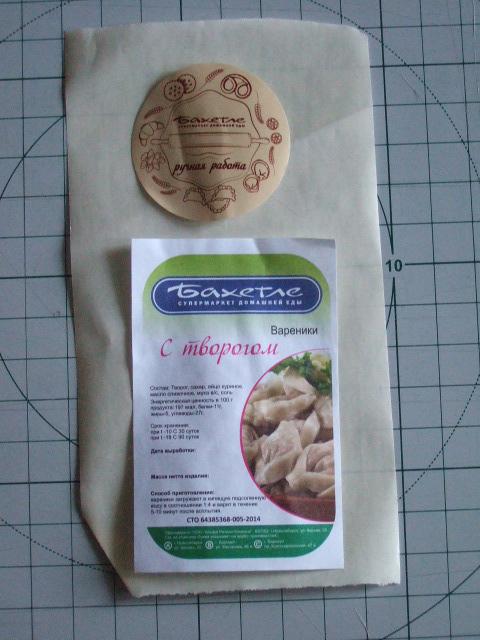 Бахетле
СУПЕРМАРКЕТ ДОМАШНЕЙ ЕДЫ
ручная работа
Бахетле
СУПЕРМАРКЕТ ДОМАШНЕЙ ЕДЫ
Вареники
С творогом
Состав: Творог, сахар, яйцо куриное,
масло сливочное, мука в/с, соль
Энергетическая ценность в 100 г
продукта:197 ккал, белки-11г,
жиры-5, углеводы-27г.
Срок хранения:
при t -10 С 30 суток
при t -18 С 90 суток
Дата выработки:
Масса нетто изделия:
Способ приготовления:
вареники загружают в кипящую подсоленную
воду в соотношении 1:4 и варят в течение
5-10 минут после всплытия.
СТО 64385368-005-2014
10